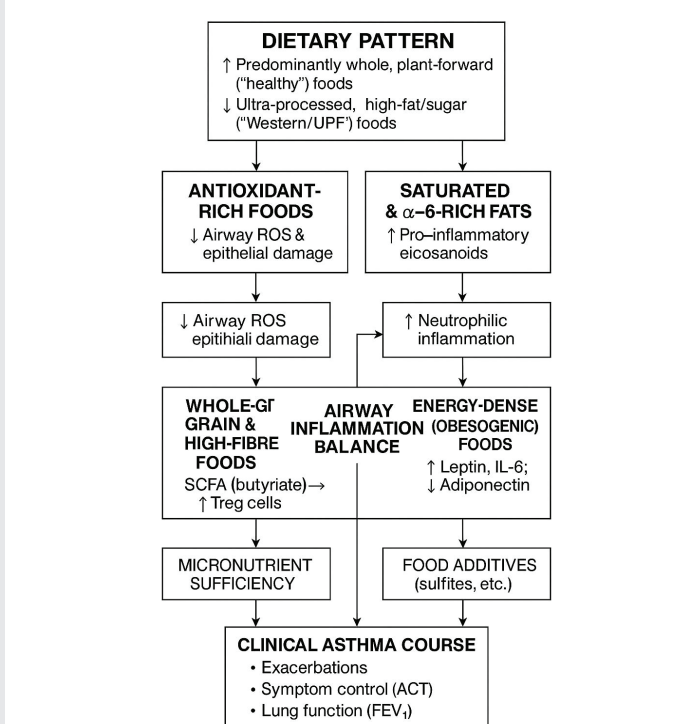 DIETARY PATTERN
↑ Predominantly whole, plant-forward
("healthy") foods
↓ Ultra-processed, high-fat/sugar
("Western/UPF') foods
ANTIOXIDANT-
RICH FOODS
↓ Airway ROS &
epithelial damage
SATURATED
& α–6-RICH FATS
↑ Pro–inflammatory
eicosanoids
↓ Airway ROS
epitihiali damage
↑ Neutrophilic
inflammation
WHOLE-GГ
GRAIN &
HIGH-FIBRE
FOODS
SCFA (butyriate)→
↑ Treg cells
AIRWAY
INFLAMMATION
BALANCE
ENERGY-DENSE
(OBESOGENIC)
FOODS
↑ Leptin, IL-6;
↓ Adiponectin
MICRONUTRIENT
SUFFICIENCY
FOOD ADDITIVES
(sulfites, etc.)
CLINICAL ASTHMA COURSE
• Exacerbations
• Symptom control (ACT)
• Lung function (FEV₁)